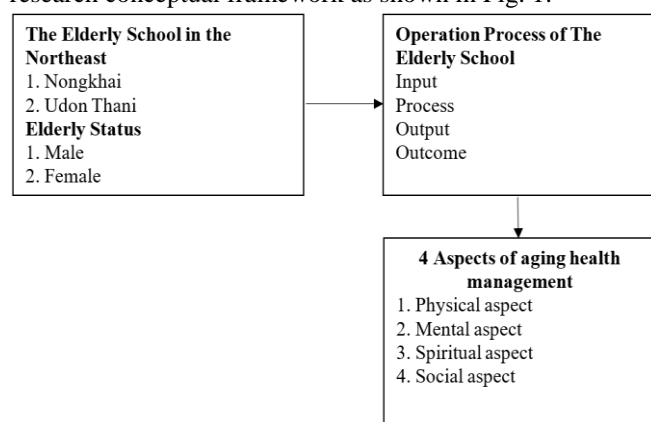 research conceptual framework as shown in Fig. 1.
The Elderly School in the
Northeast
1. Nongkhai
2. Udon Thani
Elderly Status
1. Male
2. Female
Operation Process of The
Elderly School
Input
Process
Output
Outcome
4 Aspects of aging health
management
1. Physical aspect
2. Mental aspect
3. Spiritual aspect
4. Social aspect